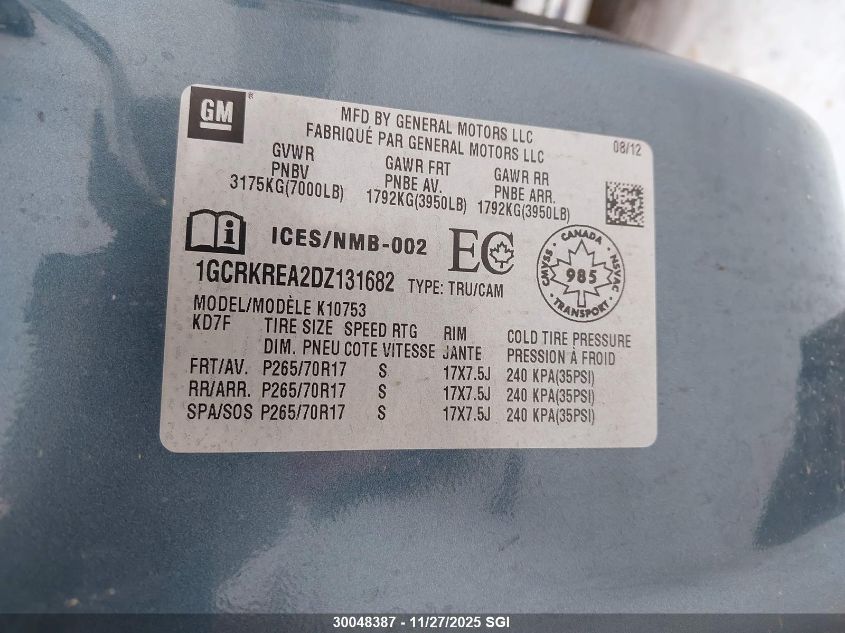 GM
MFD BY GENERAL MOTORS LLC
FABRIQUÉ PAR GENERAL MOTORS LLC
08/12
GVWR GAWR FRT GAWR RR
PNBV PNBE AV. PNBE ARR.
3175KG(7000LB) 1792KG(3950LB) 1792KG(3950LB)
ICES/NMB-002 EC
CANADA
CMVSS 985 NSVAC
TRANSPORT
1GCRKREA2DZ131682 TYPE: TRU/CAM
MODEL/MODÈLE K10753
KD7F TIRE SIZE SPEED RTG RIM COLD TIRE PRESSURE
DIM. PNEU COTE VITESSE JANTE PRESSION À FROID
FRT/AV. P265/70R17 S 17X7.5J 240 KPA(35PSI)
RR/ARR. P265/70R17 S 17X7.5J 240 KPA(35PSI)
SPA/SOS P265/70R17 S 17X7.5J 240 KPA(35PSI)
30048387 - 11/27/2025 SGI